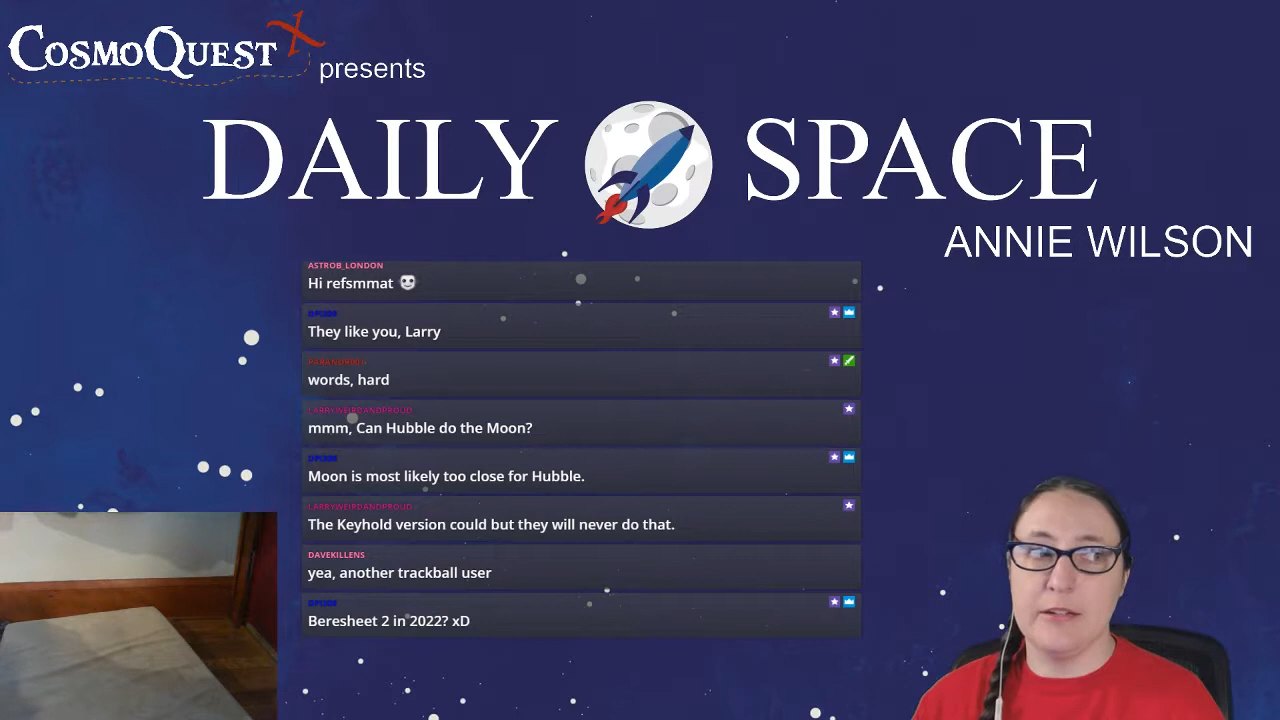 COSMOQUEST X
presents
DAILY SPACE
ANNIE WILSON
ASTROB_LONDON
Hi refsmmat
They like you, Larry
words, hard
LARRYWEIRDANDPROUD
mmm, Can Hubble do the Moon?
Moon is most likely too close for Hubble.
LARRYWEIRDANDPROUD
The Keyhold version could but they will never do that.
DAVEKILLENS
yea, another trackball user
Beresheet 2 in 2022? xD